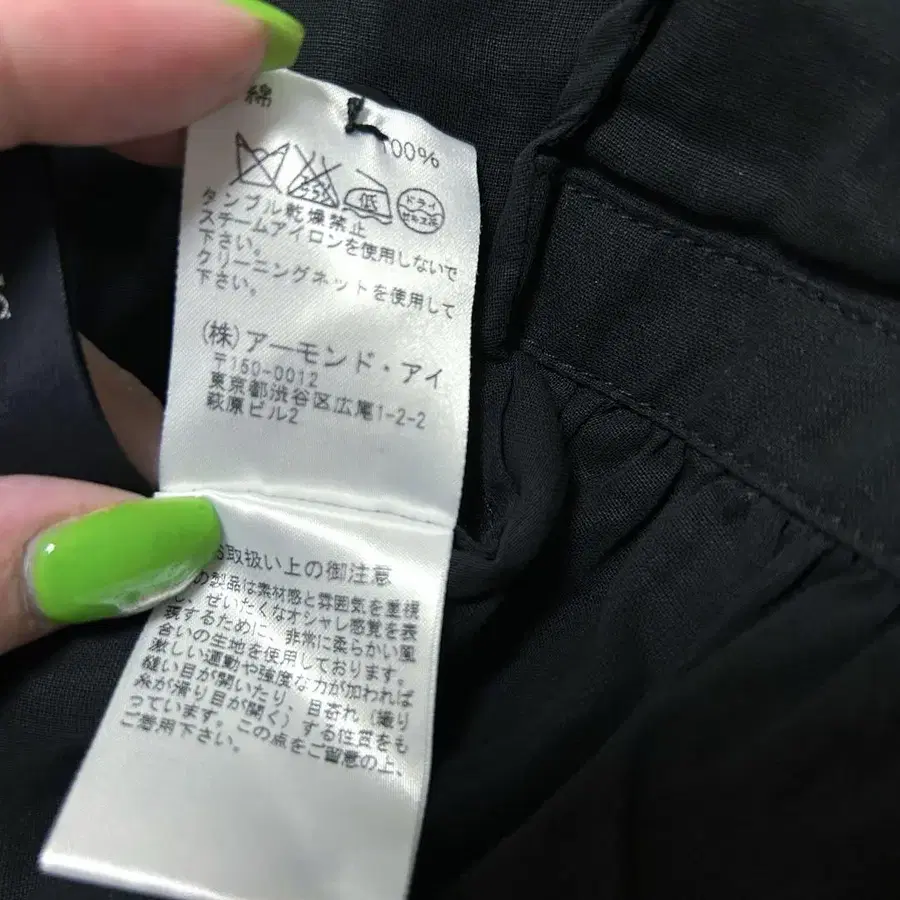 綿 100%
低
ドライ
タンブル乾燥禁止
スチームアイロンを使用しないで
下さい。
クリーニングネットを使用して
下さい。
(株)アーモンド・アイ
〒150-0012
東京都渋谷区広尾1-2-2
萩原ビル2
取扱い上の御注意
の製品は素材感と雰囲気を重視
し、ぜいたくなオシャレ感覚を表
現するために、非常に柔らかい風
合いの生地を使用しております。
激しい運動や強度な力が加われば
縫い目が開いたり、目寄れ(織り
糸が滑り目が開く)する性質をも
っています。この点をご留意の上、
ご着用下さい。